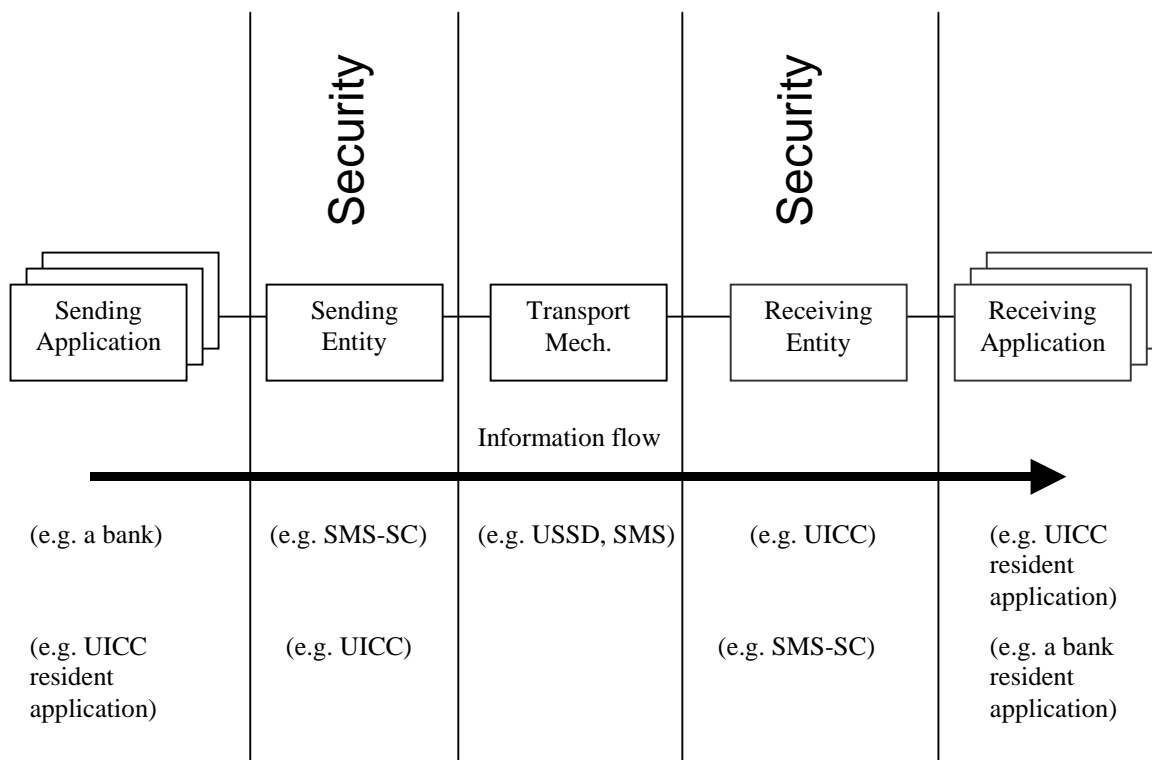 Security
Security
Sending
Application
Sending
Entity
Transport
Mech.
Receiving
Entity
Receiving
Application
Information flow
(e.g. a bank)
(e.g. SMS-SC)
(e.g. USSD, SMS)
(e.g. UICC)
(e.g. UICC
resident
application)
(e.g. UICC
resident
application)
(e.g. UICC)
(e.g. SMS-SC)
(e.g. a bank
resident
application)